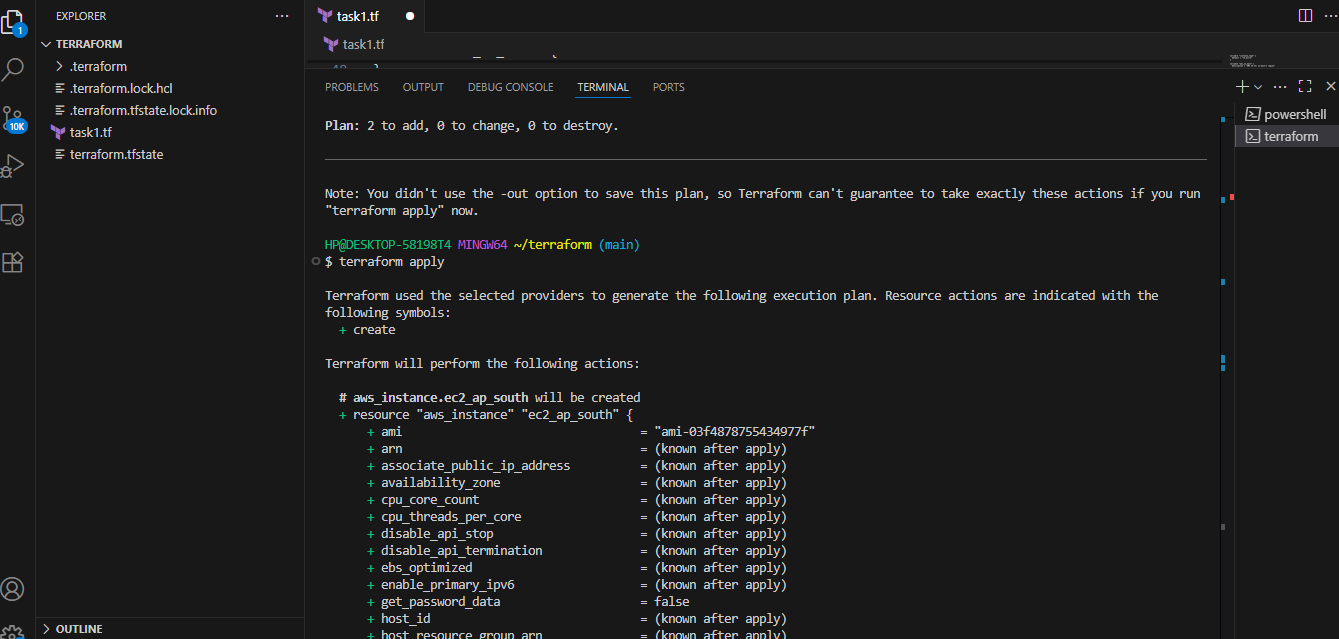 1
10K
EXPLORER ...
TERRAFORM
.terraform
.terraform.lock.hcl
.terraform.tfstate.lock.info
task1.tf
terraform.tfstate
OUTLINE
task1.tf
task1.tf
PROBLEMS OUTPUT DEBUG CONSOLE TERMINAL PORTS
powershell
terraform
Plan: 2 to add, 0 to change, 0 to destroy.
Note: You didn't use the -out option to save this plan, so Terraform can't guarantee to take exactly these actions if you run
"terraform apply" now.
HP@DESKTOP-58198T4 MINGW64 ~/terraform (main)
$ terraform apply
Terraform used the selected providers to generate the following execution plan. Resource actions are indicated with the
following symbols:
+ create
Terraform will perform the following actions:
# aws_instance.ec2_ap_south will be created
+ resource "aws_instance" "ec2_ap_south" {
+ ami = "ami-03f4878755434977f"
+ arn = (known after apply)
+ associate_public_ip_address = (known after apply)
+ availability_zone = (known after apply)
+ cpu_core_count = (known after apply)
+ cpu_threads_per_core = (known after apply)
+ disable_api_stop = (known after apply)
+ disable_api_termination = (known after apply)
+ ebs_optimized = (known after apply)
+ enable_primary_ipv6 = (known after apply)
+ get_password_data = false
+ host_id = (known after apply)
+ host_resource_group_arn = (known after apply)